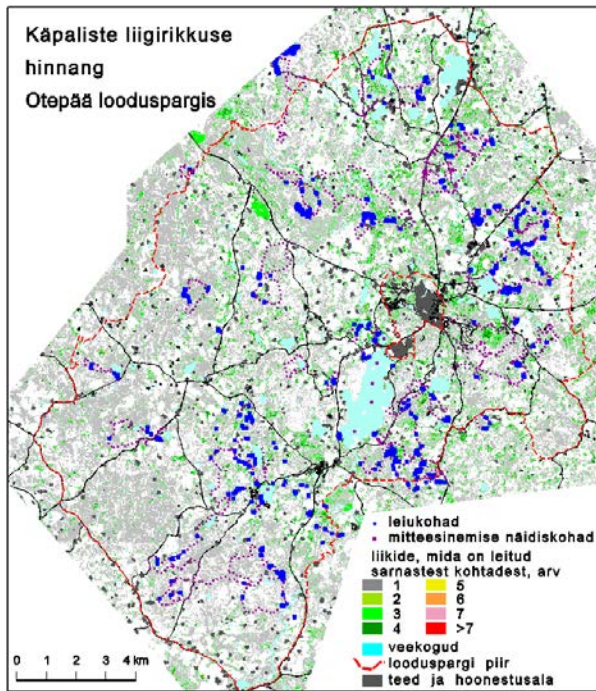 Käpaliste liigirikkuse
hinnang
Otepää looduspargis
leiukohad
mitteesinemise näidiskohad
liikide, mida on leitud
sarnastest kohtadest, arv
1 5
2 6
3 7
4 >7
veekogud
looduspargi piir
teed ja hoonestusala
0 1 2 3 4 km